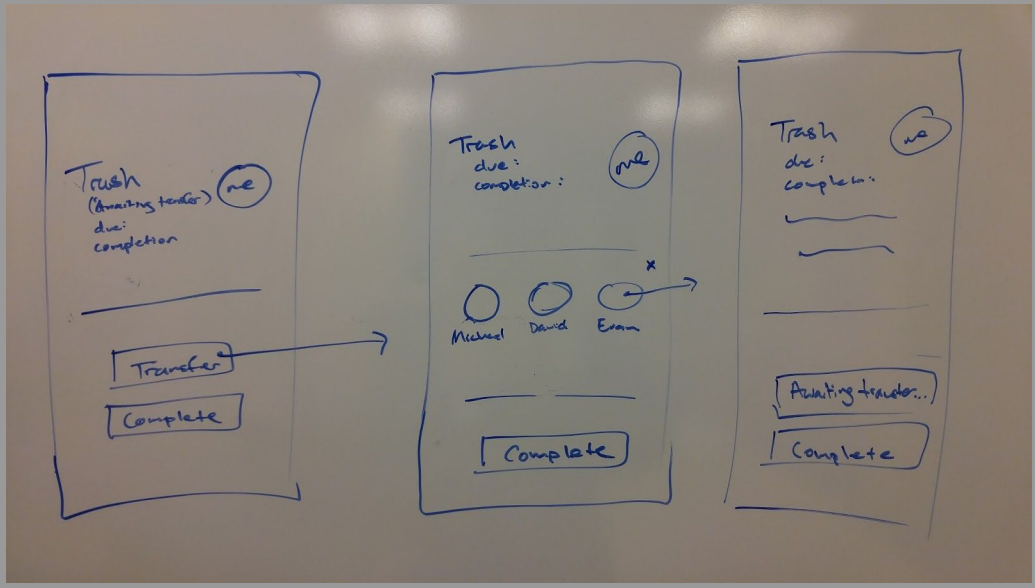 Trash
me
(Awaiting transfer)
due:
completion
Transfer
Complete
Trash
me
due:
completion:
x
Michael David Evan
Complete
Trash
me
due:
Awaiting transfer...
Complete